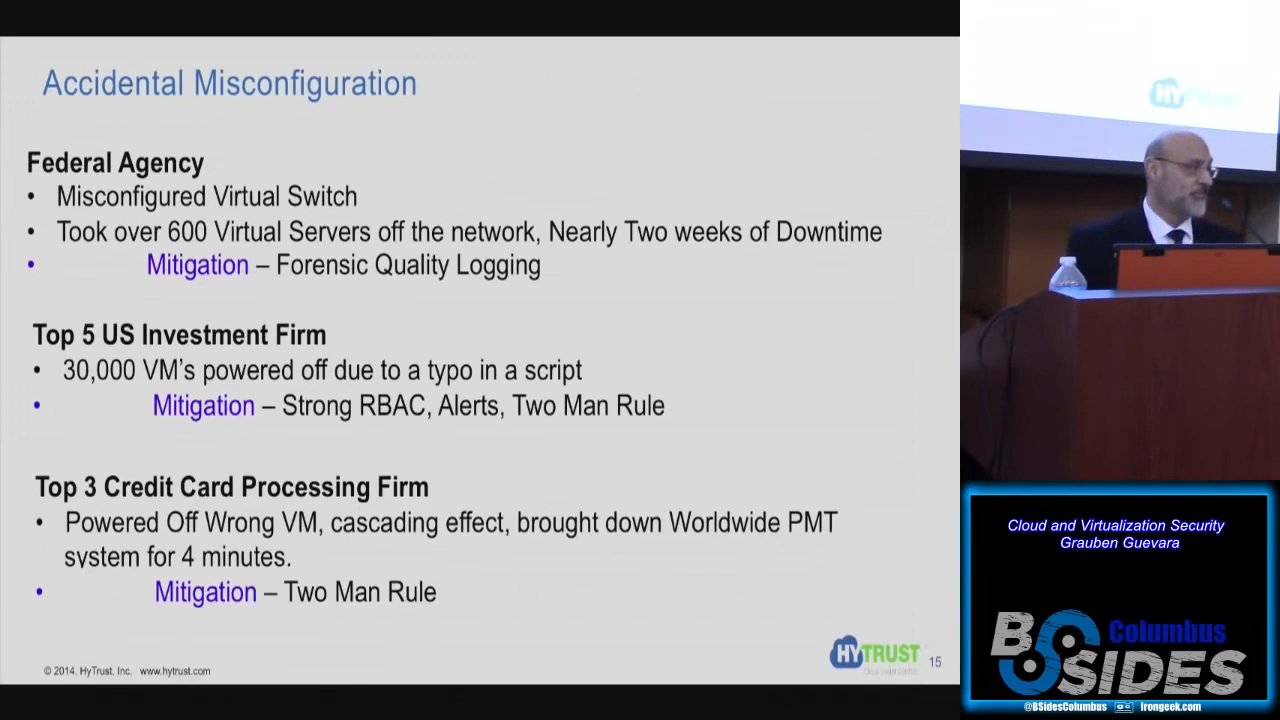 Accidental Misconfiguration
Federal Agency
• Misconfigured Virtual Switch
• Took over 600 Virtual Servers off the network, Nearly Two weeks of Downtime
• Mitigation – Forensic Quality Logging
Top 5 US Investment Firm
• 30,000 VM's powered off due to a typo in a script
• Mitigation – Strong RBAC, Alerts, Two Man Rule
Top 3 Credit Card Processing Firm
• Powered Off Wrong VM, cascading effect, brought down Worldwide PMT
system for 4 minutes.
• Mitigation – Two Man Rule
© 2014, HyTrust, Inc. www.hytrust.com
HYTRUST
15
HYTRUST
Cloud and Virtualization Security
Grauben Guevara
BSIDES
Columbus
@BSidesColumbus Irongeek.com